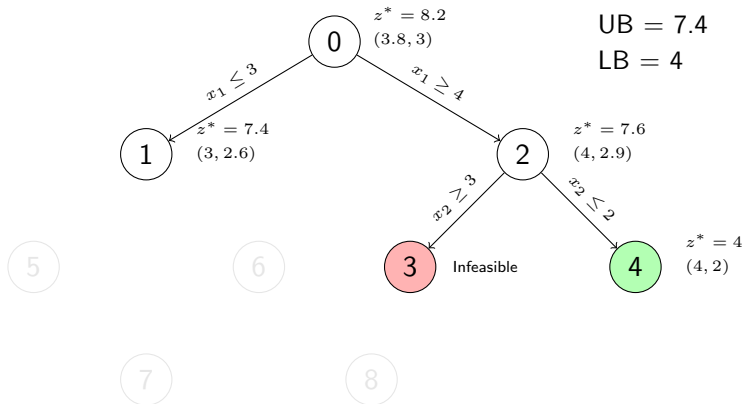 0
z* = 8.2
(3.8, 3)
UB = 7.4
LB = 4
x₁ ≤ 3
x₁ ≥ 4
1
z* = 7.4
(3, 2.6)
2
z* = 7.6
(4, 2.9)
x₂ ≥ 3
x₂ ≤ 2
5
6
3
Infeasible
4
z* = 4
(4, 2)
7
8